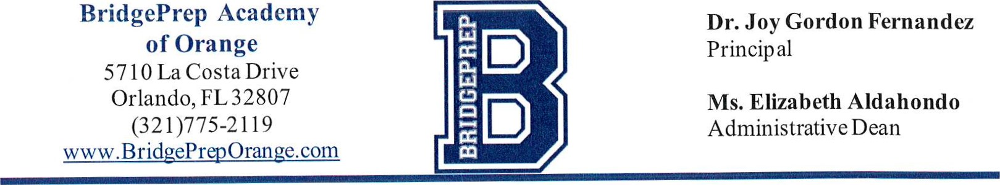 BridgePrep Academy
of Orange
5710 La Costa Drive
Orlando, FL 32807
(321)775-2119
www.BridgePrepOrange.com
BRIDGEPREP
B
Dr. Joy Gordon Fernandez
Principal
Ms. Elizabeth Aldahondo
Administrative Dean